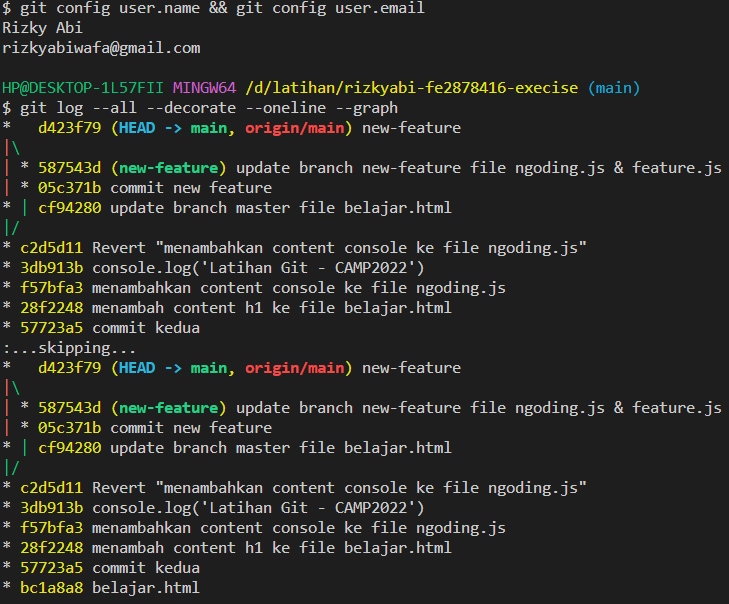 $ git config user.name && git config user.email
Rizky Abi
rizkyabiwafa@gmail.com
HP@DESKTOP-1L57FII MINGW64 /d/latihan/rizkyabi-fe2878416-execise (main)
$ git log --all --decorate --oneline --graph
*   d423f79 (HEAD -> main, origin/main) new-feature
|\
| * 587543d (new-feature) update branch new-feature file ngoding.js & feature.js
| * 05c371b commit new feature
* | cf94280 update branch master file belajar.html
|/
* c2d5d11 Revert "menambahkan content console ke file ngoding.js"
* 3db913b console.log('Latihan Git - CAMP2022')
* f57bfa3 menambahkan content console ke file ngoding.js
* 28f2248 menambah content h1 ke file belajar.html
* 57723a5 commit kedua
:...skipping...
*   d423f79 (HEAD -> main, origin/main) new-feature
|\
| * 587543d (new-feature) update branch new-feature file ngoding.js & feature.js
| * 05c371b commit new feature
* | cf94280 update branch master file belajar.html
|/
* c2d5d11 Revert "menambahkan content console ke file ngoding.js"
* 3db913b console.log('Latihan Git - CAMP2022')
* f57bfa3 menambahkan content console ke file ngoding.js
* 28f2248 menambah content h1 ke file belajar.html
* 57723a5 commit kedua
* bc1a8a8 belajar.html